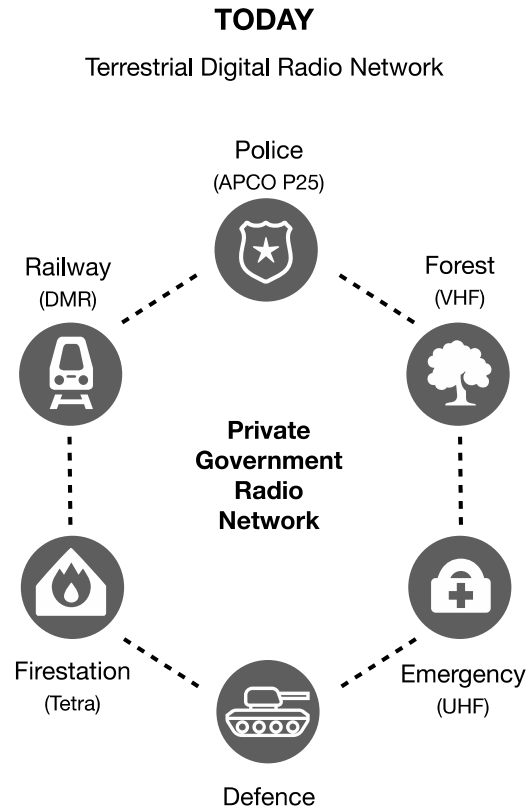 TODAY
Terrestrial Digital Radio Network
Police
(APCO P25)
Railway
(DMR)
Forest
(VHF)
Private
Government
Radio
Network
Firestation
(Tetra)
Emergency
(UHF)
Defence